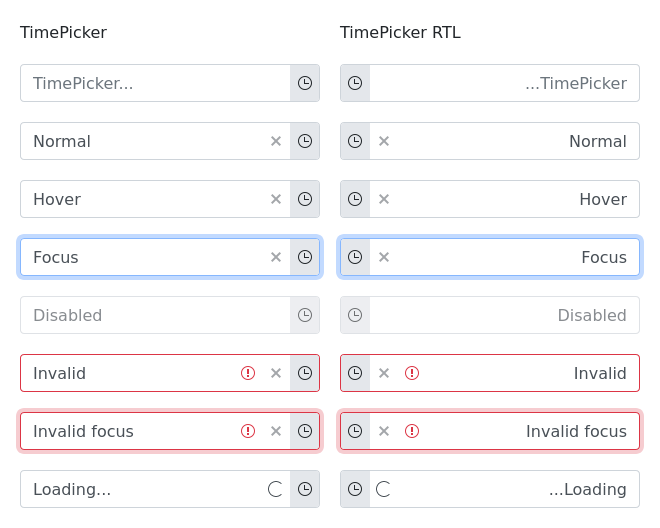 TimePicker
TimePicker...
Normal
Hover
Focus
Disabled
Invalid
Invalid focus
Loading...
TimePicker RTL
...TimePicker
Normal
Hover
Focus
Disabled
Invalid
Invalid focus
...Loading